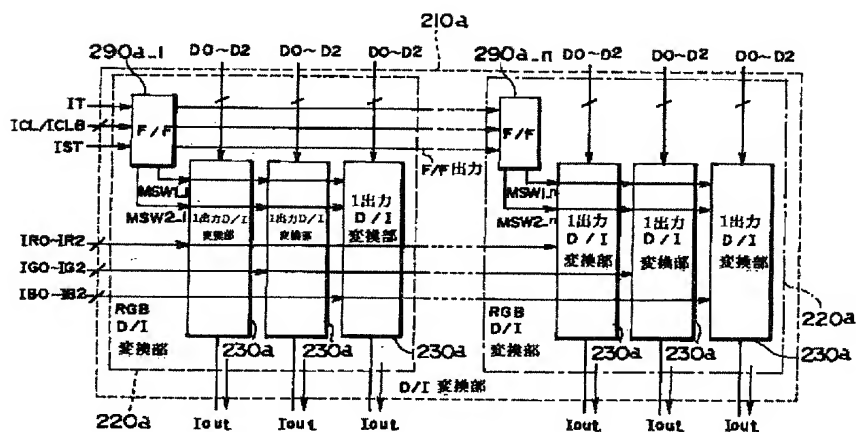 210a
290a_1 D0~D2 D0~D2 D0~D2 290a_n D0~D2 D0~D2 D0~D2
IT
ICL/ICLB
IST
F/F
F/F
F/F出力
MSW1_1
MSW2_1
MSW1_n
MSW2_n
1出力D/I
変換部
1出力D/I
変換部
1出力
D/I
変換部
1出力
D/I
変換部
1出力
D/I
変換部
1出力
D/I
変換部
IR0~IR2
IG0~IG2
IB0~IB2
RGB
D/I
変換部
RGB
D/I
変換部
230a 230a 230a 230a 230a 230a
220a
220a
D/I 変換部
Iout Iout Iout Iout Iout Iout